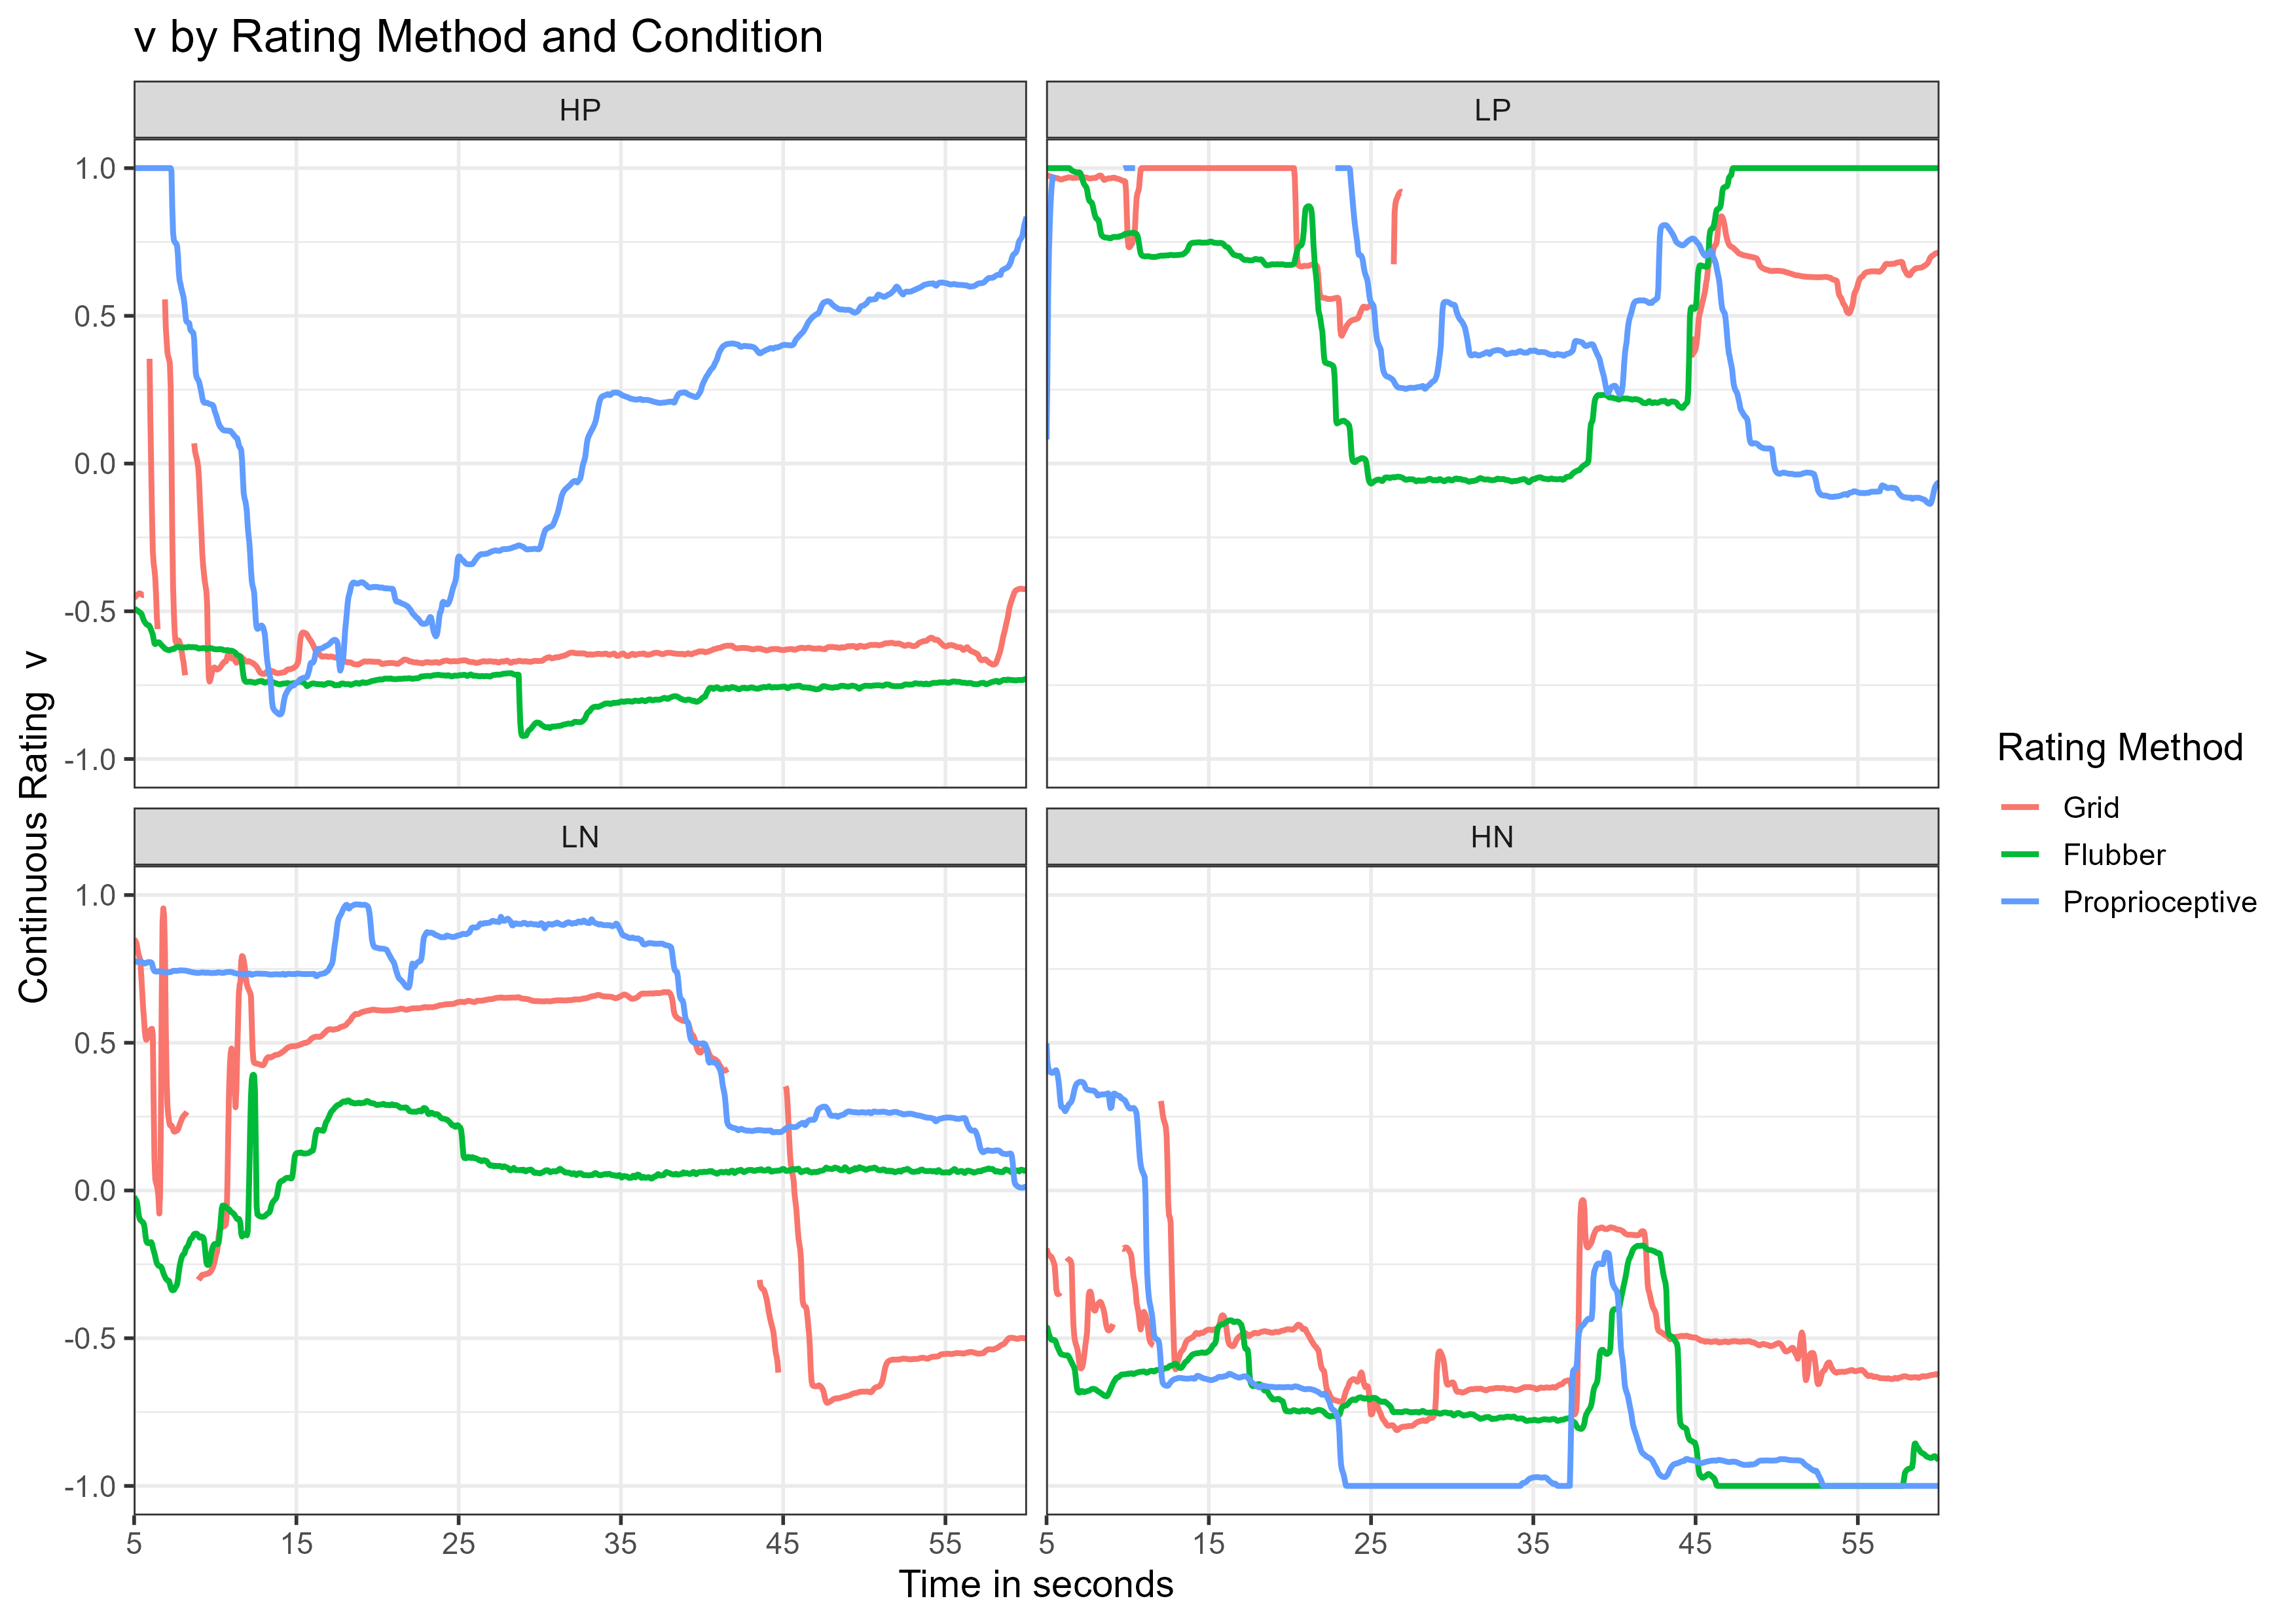 v by Rating Method and Condition
HP
LP
1.0
0.5
0.0
-0.5
-1.0
LN
HN
1.0
0.5
0.0
-0.5
-1.0
5 15 25 35 45 55
5 15 25 35 45 55
Time in seconds
Continuous Rating v
Rating Method
Grid
Flubber
Proprioceptive